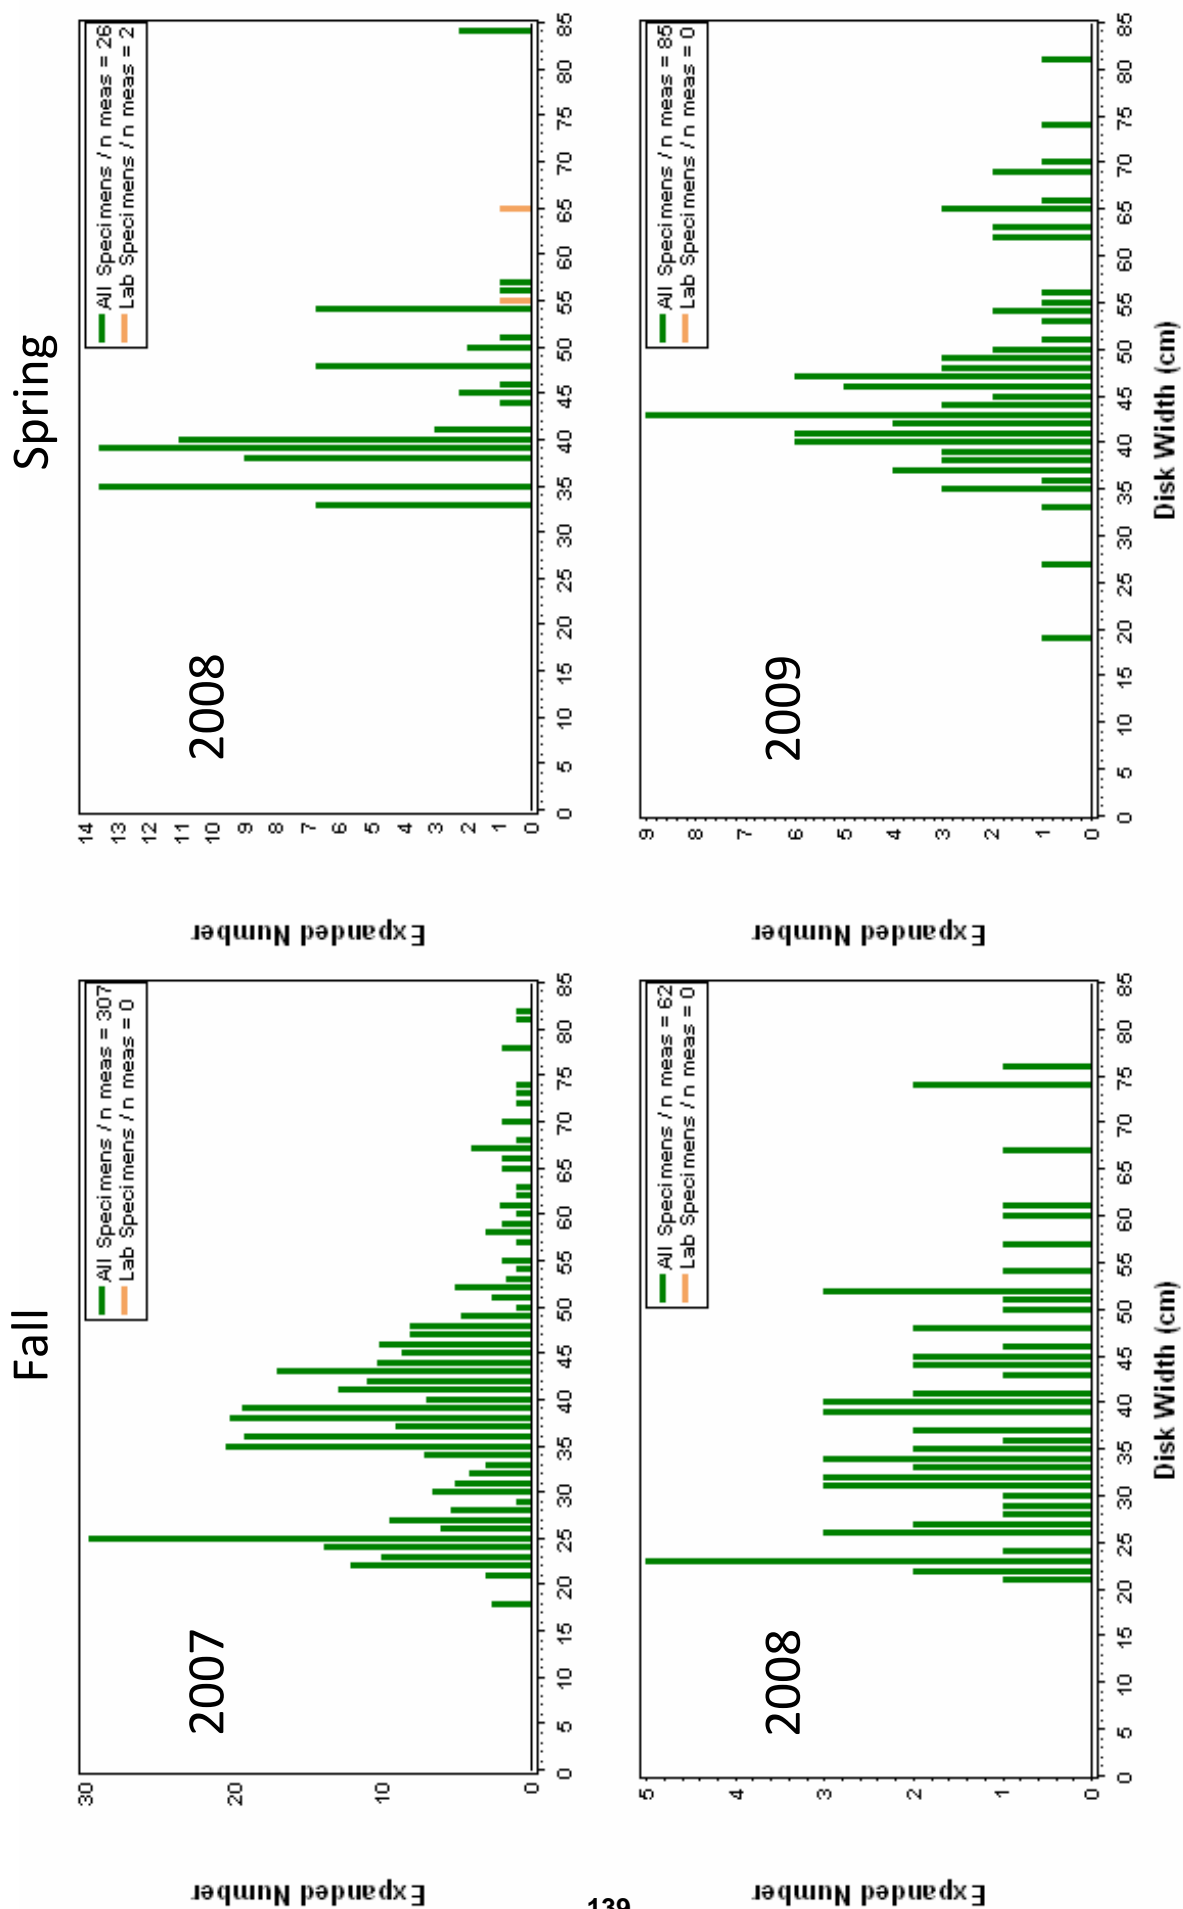 Fall
Spring
2007
All Specimens / n meas = 307
Lab Specimens / n meas = 0
Expanded Number
30
20
10
0
0 5 10 15 20 25 30 35 40 45 50 55 60 65 70 75 80 85
2008
All Specimens / n meas = 26
Lab Specimens / n meas = 2
Expanded Number
14
13
12
11
10
9
8
7
6
5
4
3
2
1
0
0 5 10 15 20 25 30 35 40 45 50 55 60 65 70 75 80 85
2008
All Specimens / n meas = 62
Lab Specimens / n meas = 0
Expanded Number
5
4
3
2
1
0
0 5 10 15 20 25 30 35 40 45 50 55 60 65 70 75 80 85
Disk Width (cm)
2009
All Specimens / n meas = 85
Lab Specimens / n meas = 0
Expanded Number
9
8
7
6
5
4
3
2
1
0
0 5 10 15 20 25 30 35 40 45 50 55 60 65 70 75 80 85
Disk Width (cm)
139